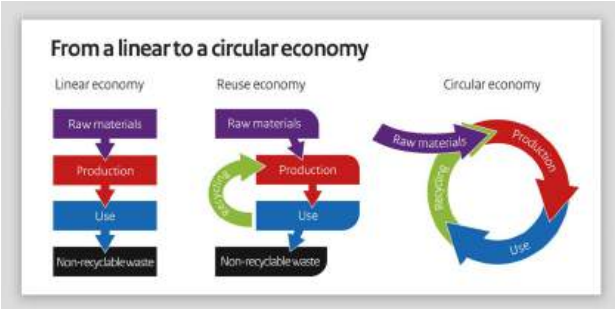 From a linear to a circular economy
Linear economy
Raw materials
Production
Use
Non-recyclable waste
Reuse economy
Raw materials
Production
Recycling
Use
Non-recyclable waste
Circular economy
Raw materials
Production
Use
Recycling